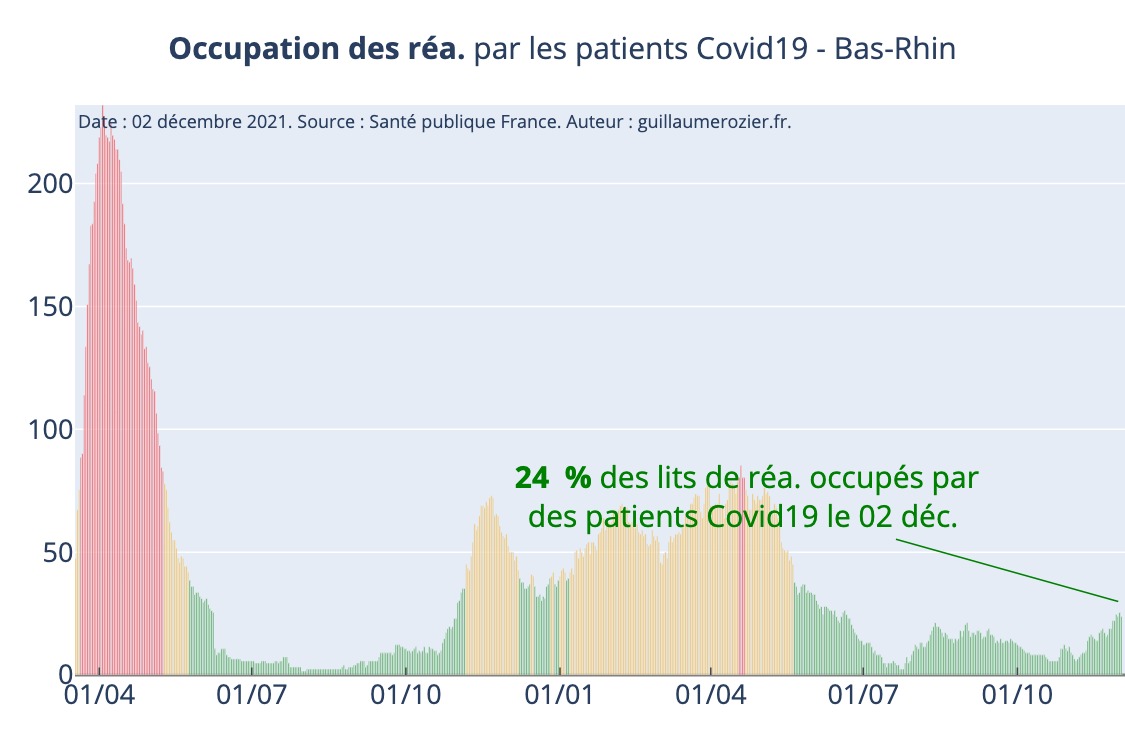 Occupation des réa. par les patients Covid19 - Bas-Rhin
Date : 02 décembre 2021. Source : Santé publique France. Auteur : guillaumerozier.fr.
200
150
100
24 % des lits de réa. occupés par
des patients Covid19 le 02 déc.
50
0
01/04 01/07 01/10 01/01 01/04 01/07 01/10